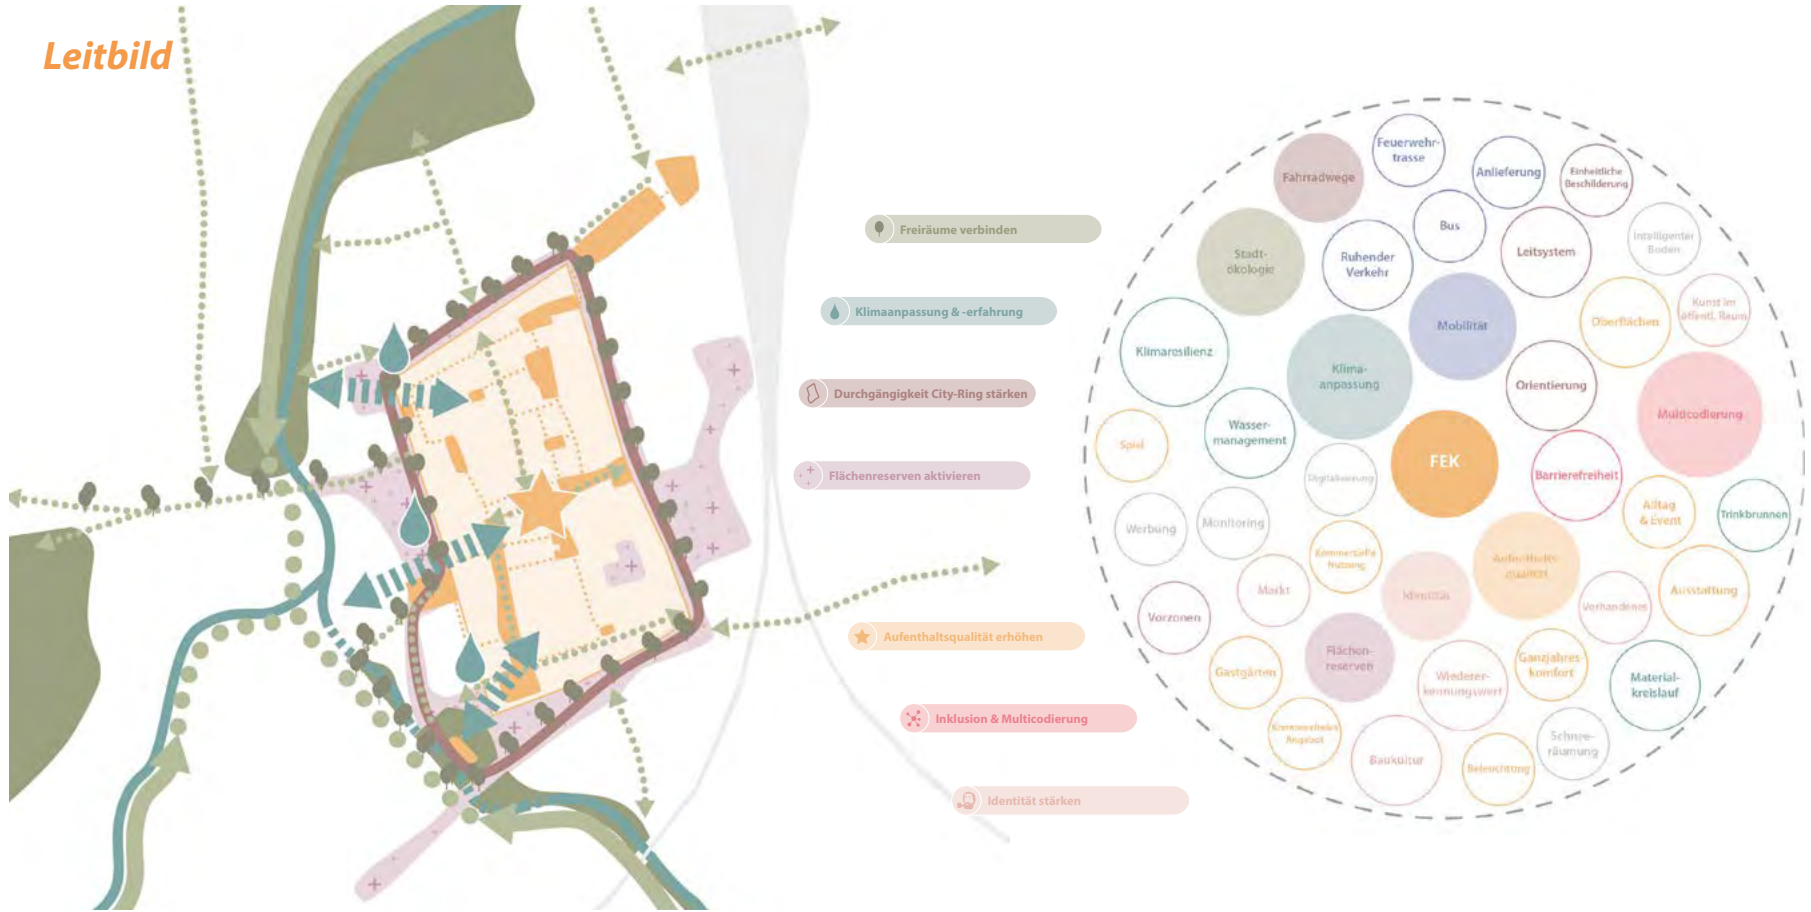 Leitbild
Freiräume verbinden
Klimaanpassung & -erfahrung
Durchgängigkeit City-Ring stärken
Flächenreserven aktivieren
Aufenthaltsqualität erhöhen
Inklusion & Multicodierung
Identität stärken
Feuerwehr-
trasse
Fahrradwege
Anlieferung
Einheitliche
Beschilderung
Bus
Intelligenter
Boden
Stadt-
ökologie
Ruhender
Verkehr
Leitsystem
Kunst im
öffentl. Raum
Mobilität
Oberflächen
Klimaresilienz
Klima-
anpassung
Orientierung
Multicodierung
Wasser-
management
Spiel
FEK
Digitalisierung
Barrierefreiheit
Alltag
& Event
Trinkbrunnen
Werbung
Monitoring
Kommerzielle
Nutzung
Aufenthalts-
qualität
Markt
Identität
Vorhandenes
Ausstattung
Vorzonen
Flächen-
reserven
Gastgärten
Wiederer-
kennungswert
Ganzjahres-
komfort
Material-
kreislauf
Konsumfreies
Angebot
Baukultur
Beleuchtung
Schnee-
räumung